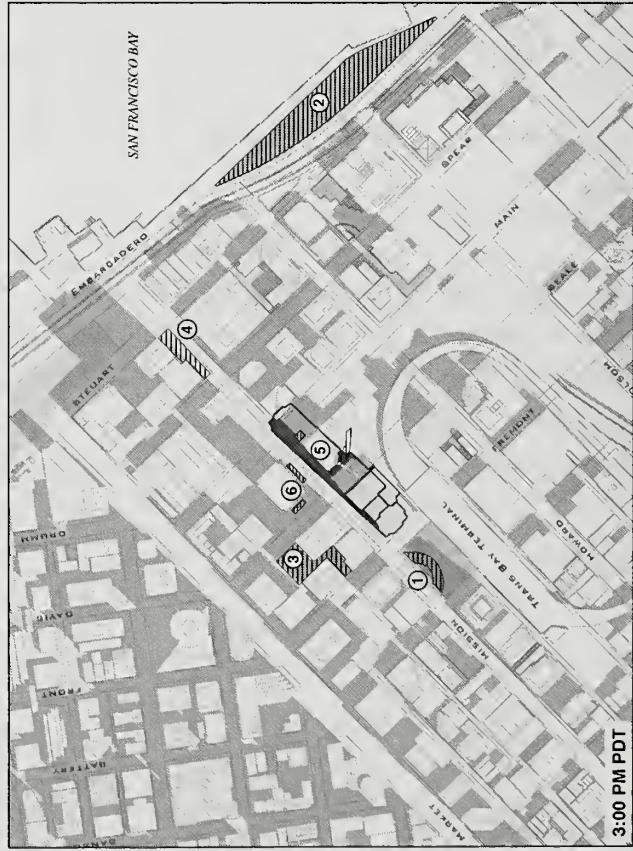 SAN FRANCISCO BAY
EMBARCADERO
2
STEUART
4
SPEAR
MAIN
BEALE
FOLSOM
5
6
3
1
FREMONT
HOWARD
TRANS BAY TERMINAL
MISSION
DRUMM
DAVIS
FRONT
BATTERY
MARKET
3:00 PM PDT